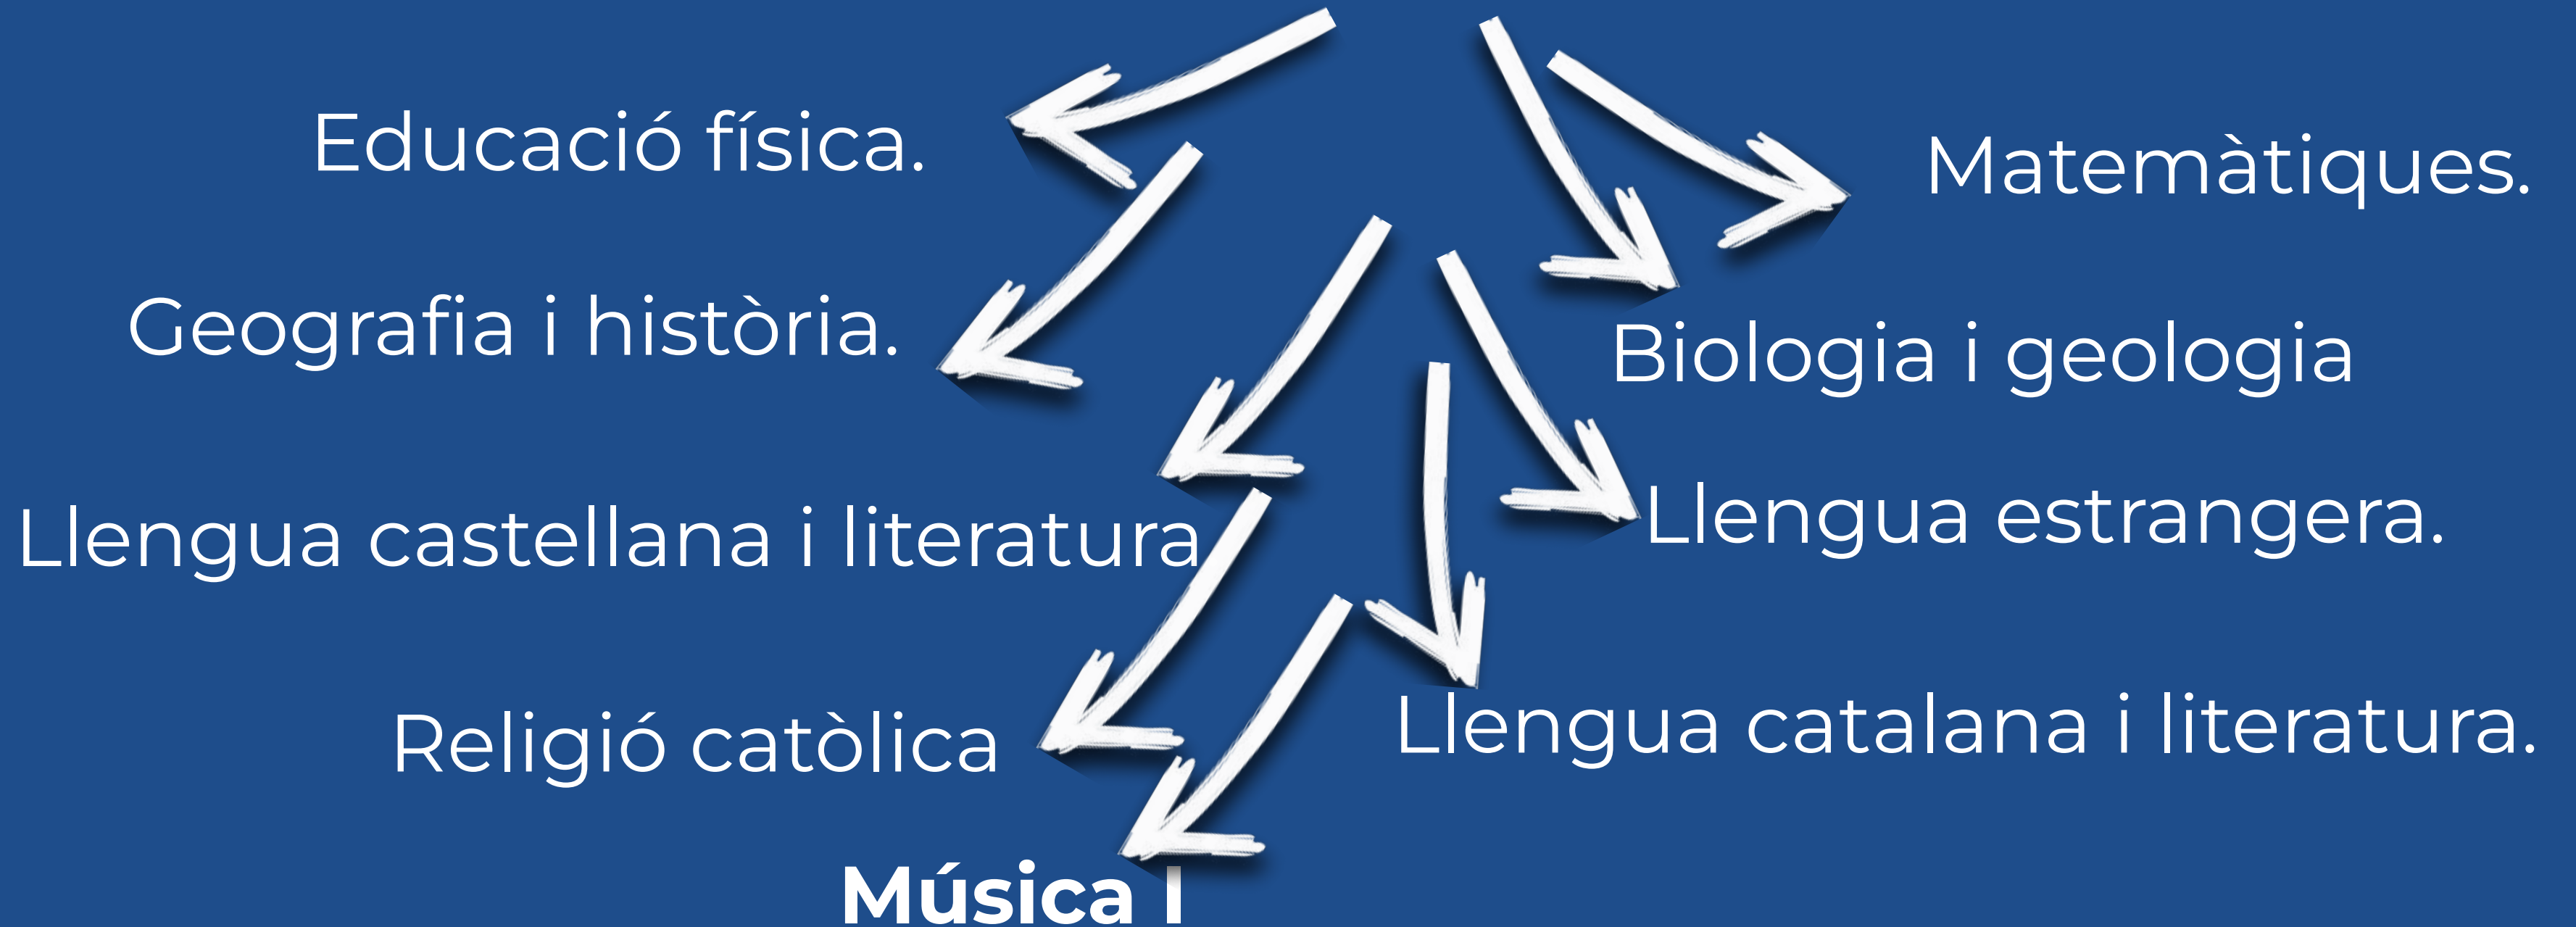 Educació física.
Matemàtiques.
Geografia i història.
Biologia i geologia
Llengua castellana i literatura
Llengua estrangera.
Religió catòlica
Llengua catalana i literatura.
Música I